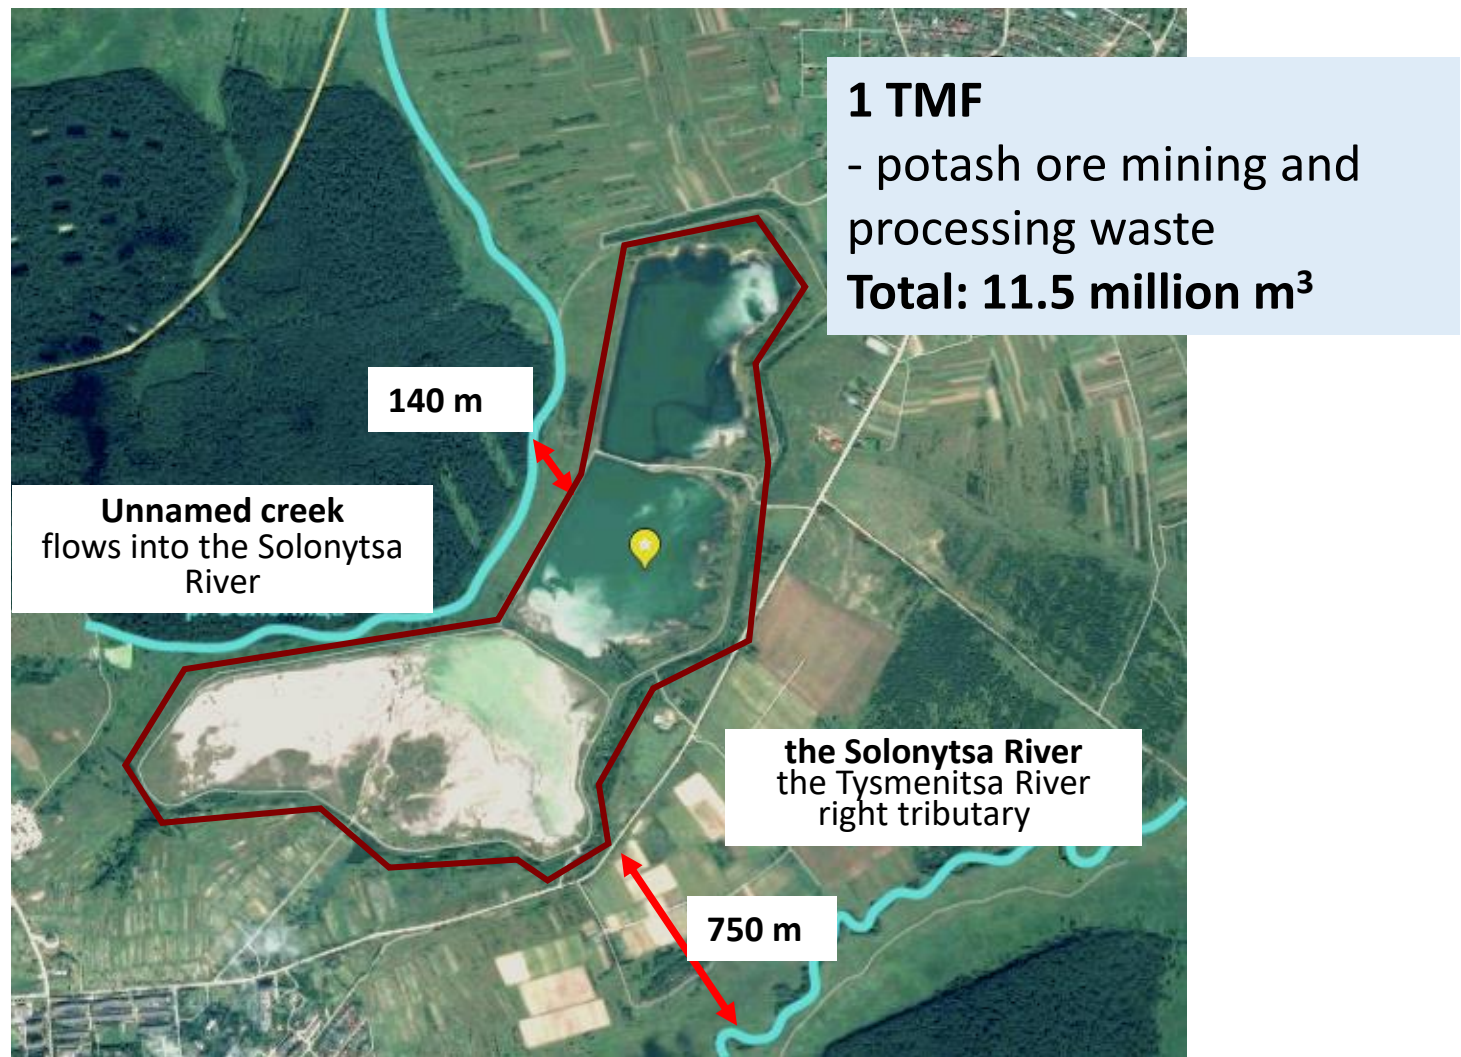 1 TMF
- potash ore mining and
processing waste
Total: 11.5 million m³
140 m
Unnamed creek
flows into the Solonytsa
River
the Solonytsa River
the Tysmenitsa River
right tributary
750 m